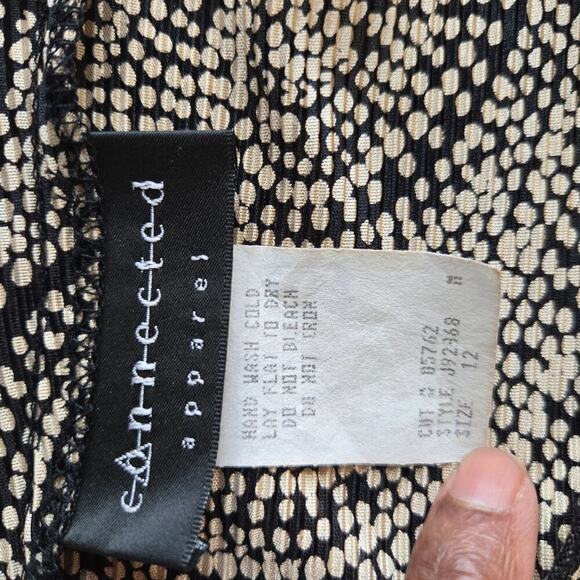 connected
apparel
HAND WASH COLD
LAY FLAT TO DRY
DO NOT BLEACH
DO NOT IRON
M
CUT # 05762
STYLE J92468
SIZE 12